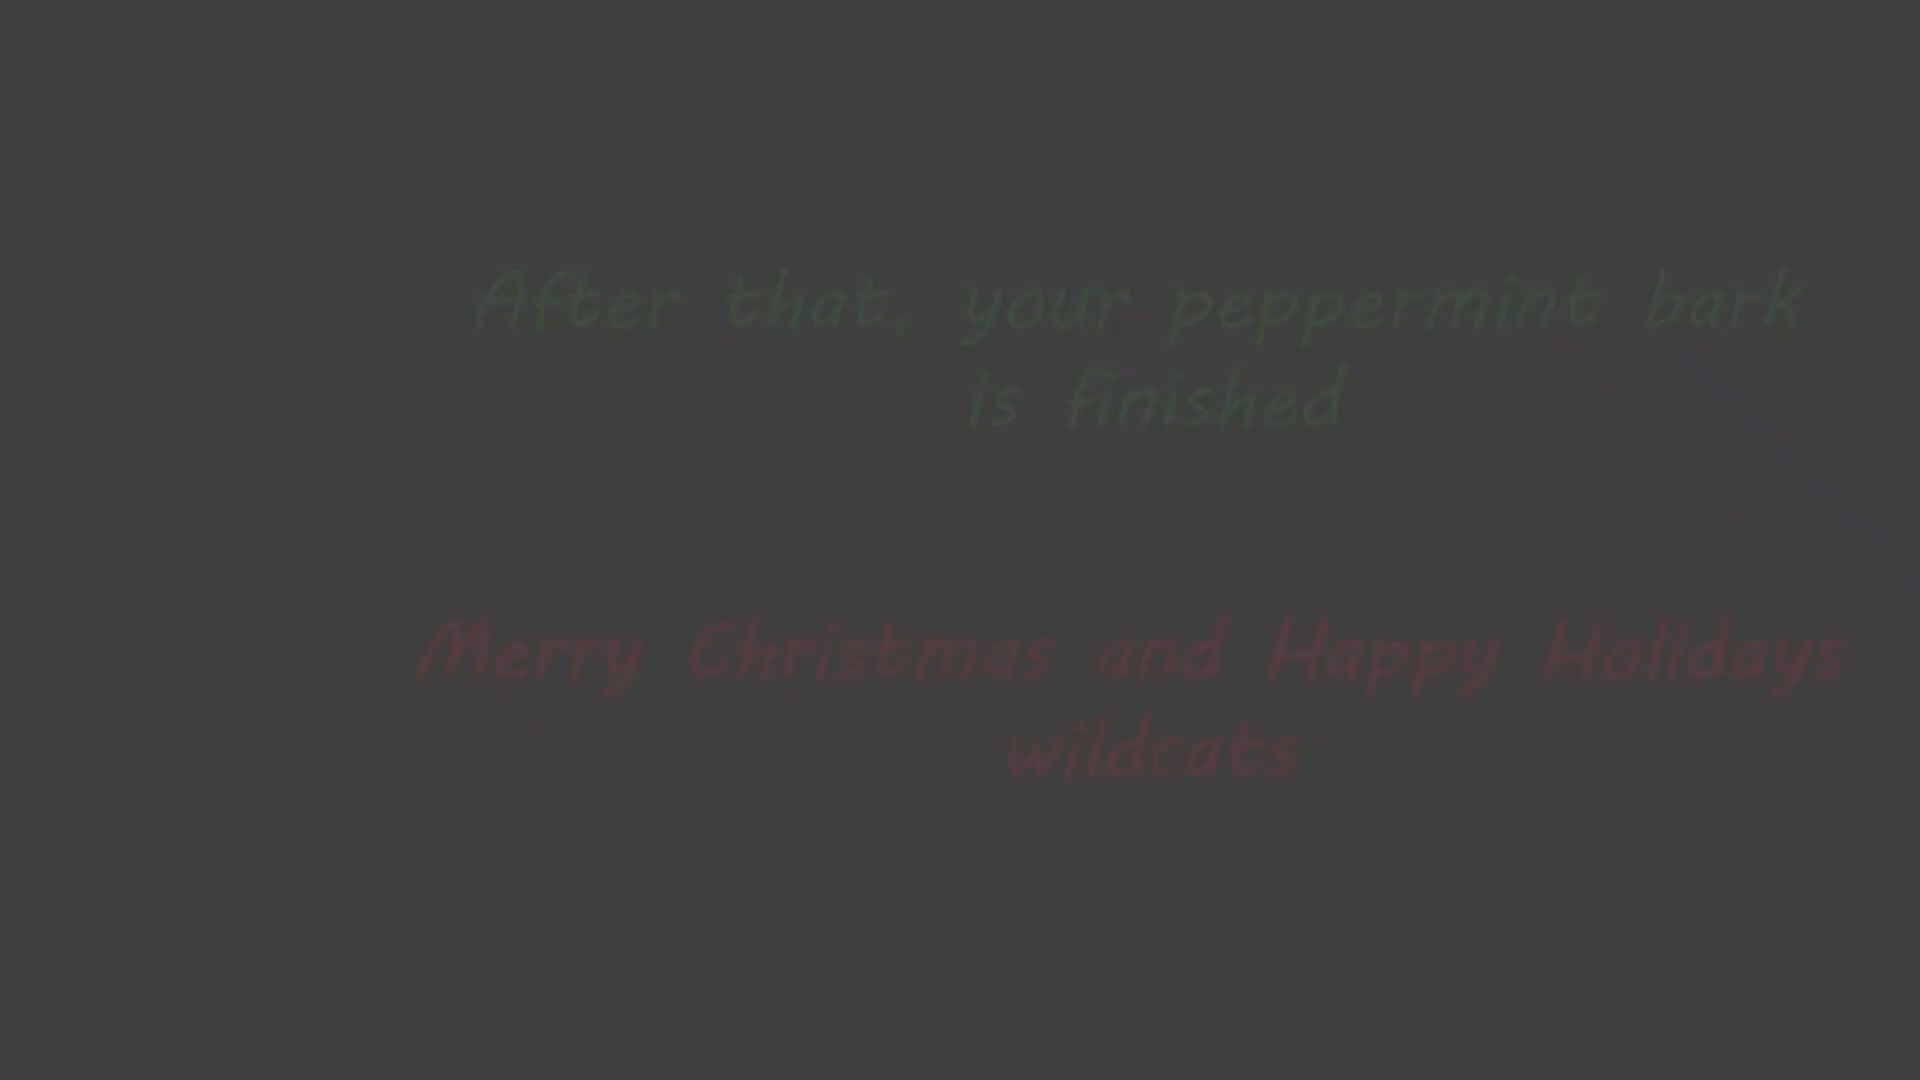 After that, your peppermint bark
is finished
Merry Christmas and Happy Holidays
wildcats